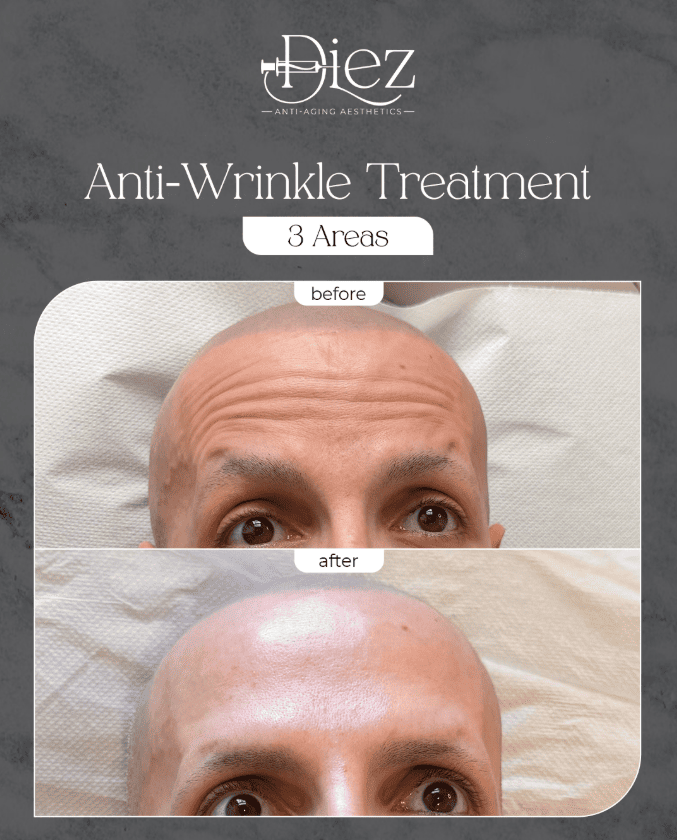 Diez
ANTI-AGING AESTHETICS
Anti-Wrinkle Treatment
3 Areas
before
after